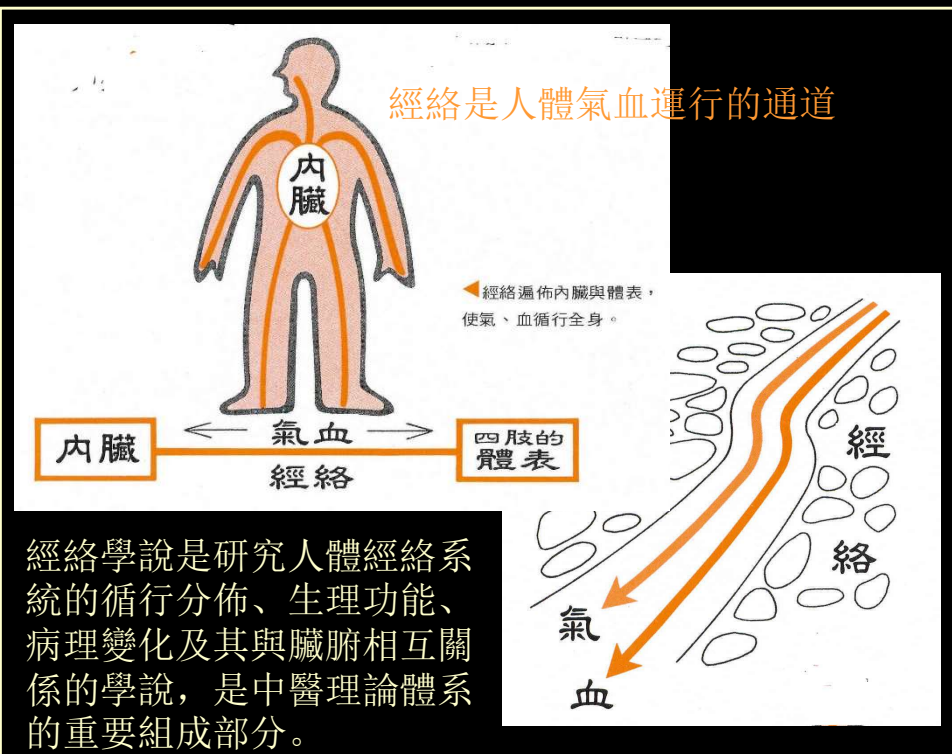 經絡是人體氣血運行的通道
內
臟
◀經絡遍佈內臟與體表，
使氣、血循行全身。
內臟
氣血
經絡
四肢的
體表
經
絡
氣
血
經絡學說是研究人體經絡系
統的循行分佈、生理功能、
病理變化及其與臟腑相互關
係的學說，是中醫理論體系
的重要組成部分。